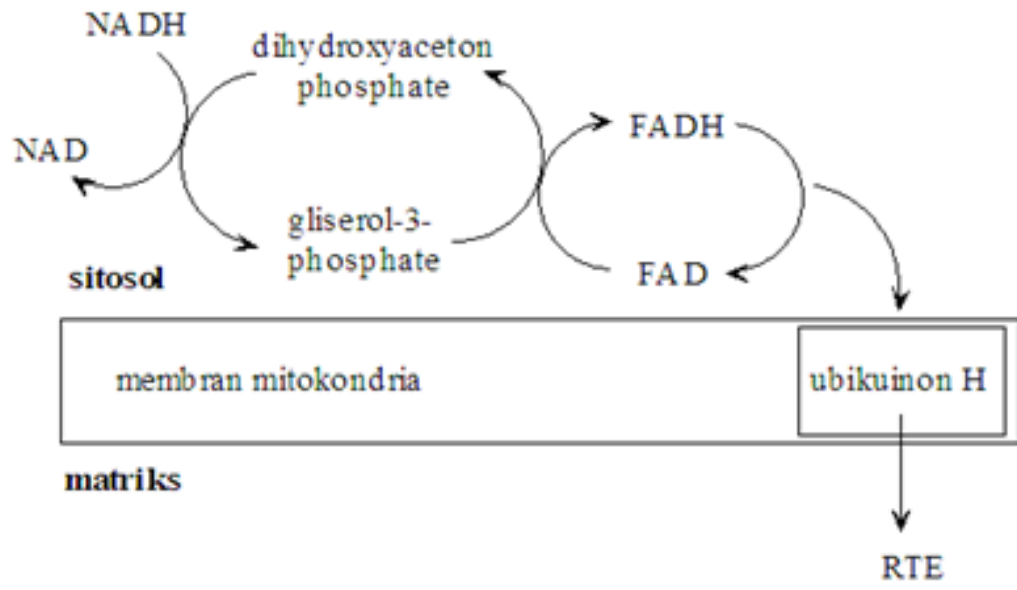 NADH
dihydroxyaceton
phosphate
FADH
NAD
gliserol-3-
phosphate
FAD
sitosol
membran mitokondria
ubikuinon H
matriks
RTE